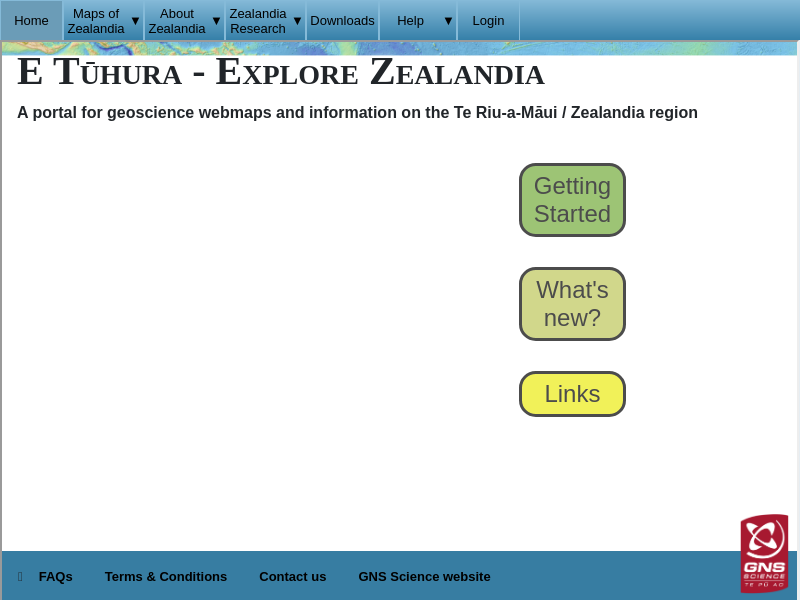 Home
Maps of
Zealandia ▼
About
Zealandia ▼
Zealandia
Research ▼
Downloads
Help ▼
Login
E Tūhura - Explore Zealandia
A portal for geoscience webmaps and information on the Te Riu-a-Māui / Zealandia region
Getting
Started
What's
new?
Links
FAQs
Terms & Conditions
Contact us
GNS Science website
GNS
SCIENCE
TE PŪ AO